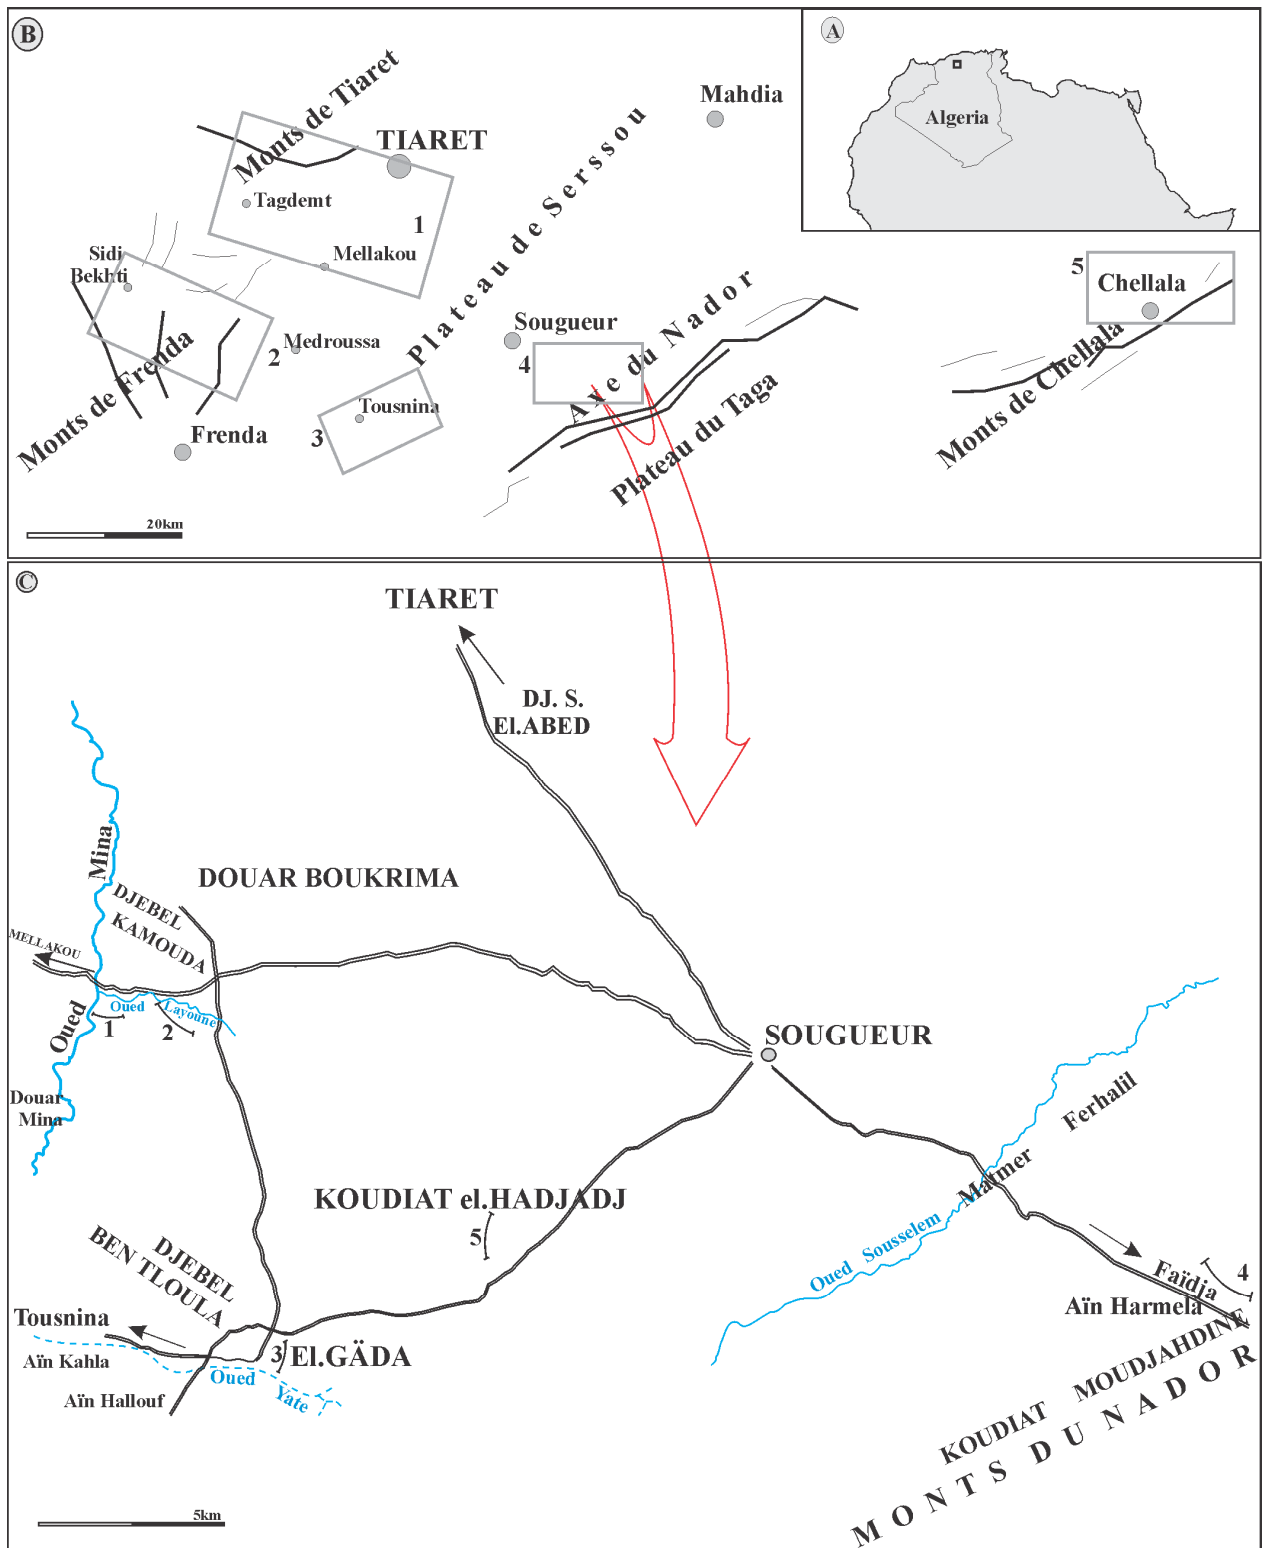 B
A
Algeria
Mahdia
Monts de Tiaret
TIARET
Tagdemt
1
Mellakou
Plateau de Serssou
Sidi
Bekhti
2
Medroussa
Monts de Frenda
Frenda
3
Tousnina
Sougueur
4
Axe du Nador
Plateau du Taga
5
Chellala
Monts de Chellala
20km
C
TIARET
DJ. S.
El.ABED
Oued Mina
DOUAR BOUKRIMA
DJEBEL
KAMOUDA
MELLAKOU
Oued Layoune
1
2
Douar
Mina
SOUGUEUR
Ferhalil
Matmer
Oued Sousselem
KOUDIAT el.HADJADJ
5
DJEBEL
BEN TLOULA
Tousnina
Aïn Kahla
Aïn Hallouf
3
El.GÄDA
Oued Yate
Faïdja
4
Aïn Harmela
KOUDIAT MOUDJAHDINE
MONTS DU NADOR
5km